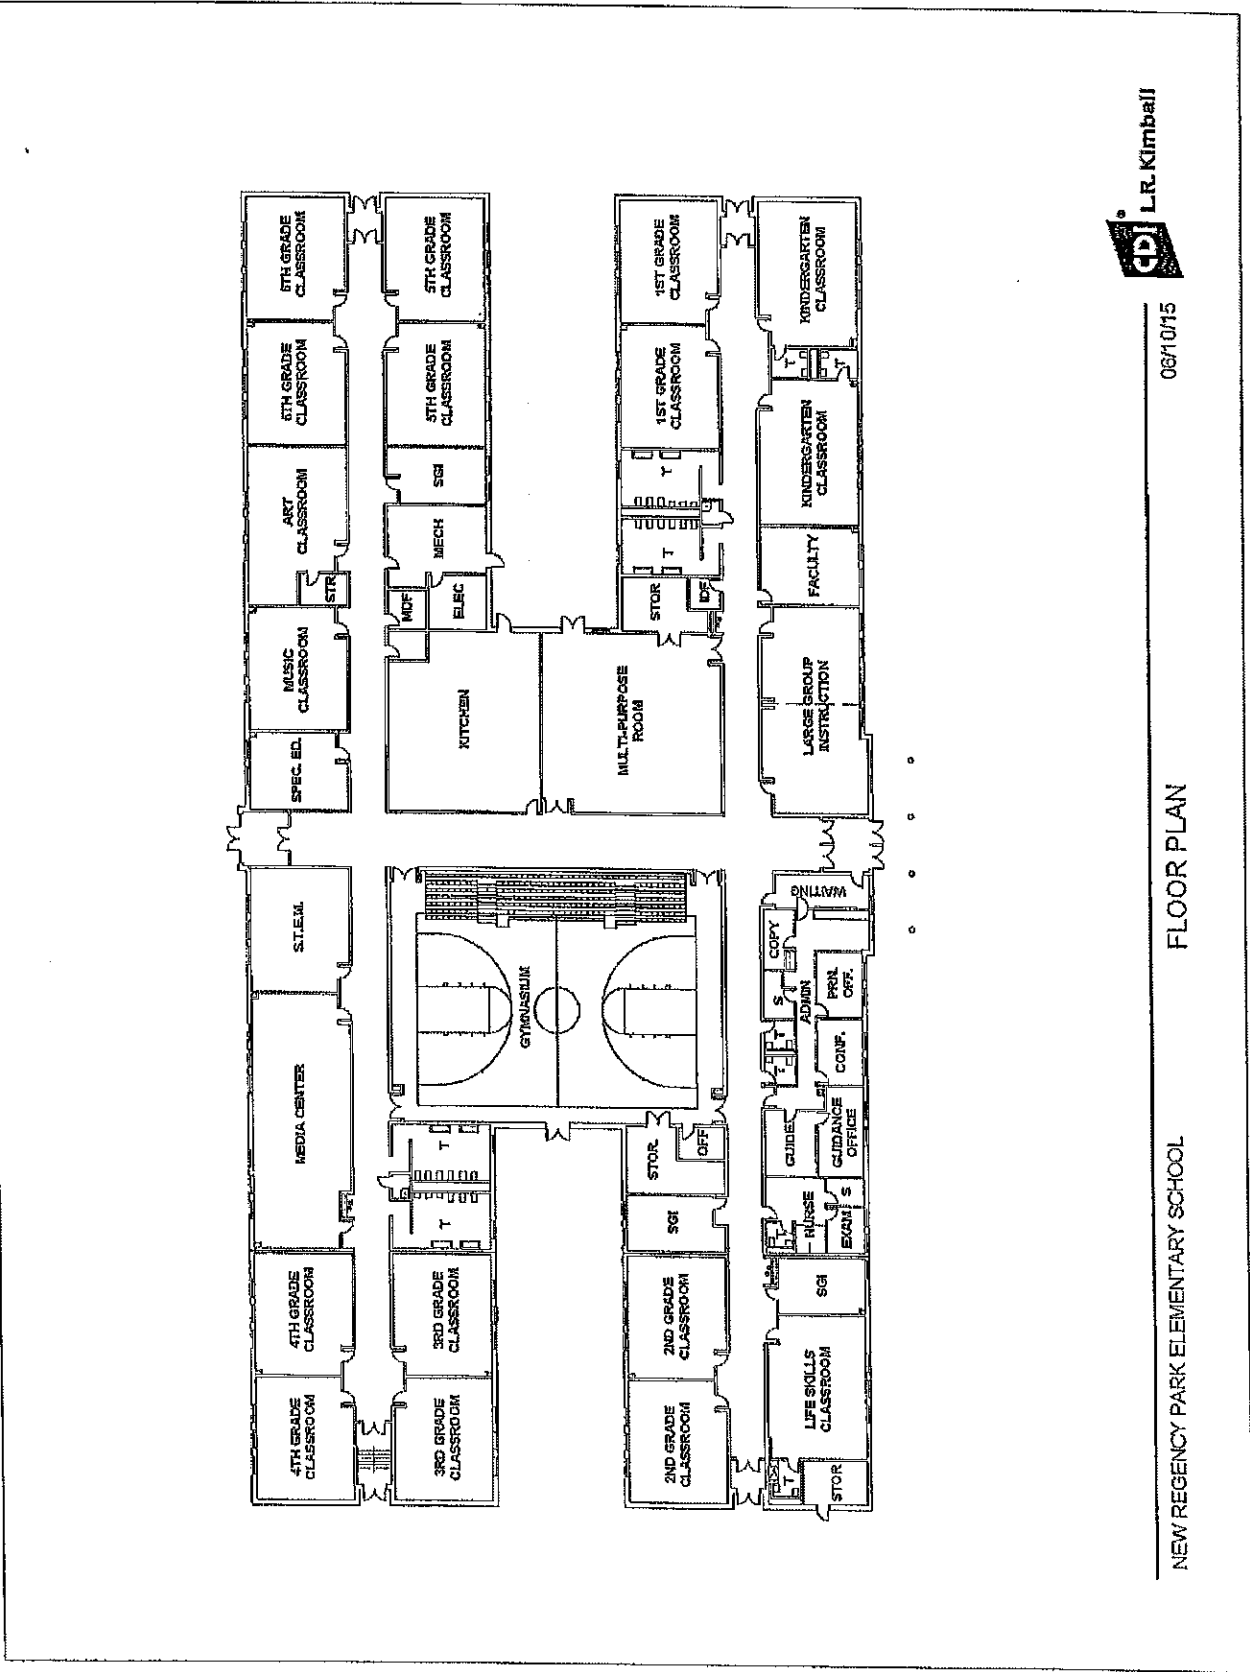 4TH GRADE
CLASSROOM
4TH GRADE
CLASSROOM
MEDIA CENTER
S.T.E.M.
SPEC. ED.
MUSIC
CLASSROOM
STR
ART
CLASSROOM
6TH GRADE
CLASSROOM
6TH GRADE
CLASSROOM
3RD GRADE
CLASSROOM
3RD GRADE
CLASSROOM
T
T
GYMNASIUM
KITCHEN
MDF
ELEC
MECH
SGI
5TH GRADE
CLASSROOM
5TH GRADE
CLASSROOM
2ND GRADE
CLASSROOM
2ND GRADE
CLASSROOM
SGI
STOR.
OFF
MULTI-PURPOSE
ROOM
STOR
IDF
T
T
1ST GRADE
CLASSROOM
1ST GRADE
CLASSROOM
STOR
T
LIFE SKILLS
CLASSROOM
SGI
T
NURSE
EXAM
S
GUIDE
GUIDANCE
OFFICE
T
T
CONF.
S
ADMIN
PRN.
OFF.
COPY
WAITING
LARGE GROUP
INSTRUCTION
FACULTY
KINDERGARTEN
CLASSROOM
T
T
KINDERGARTEN
CLASSROOM
CDI® L.R. Kimball
NEW REGENCY PARK ELEMENTARY SCHOOL
FLOOR PLAN
06/10/15